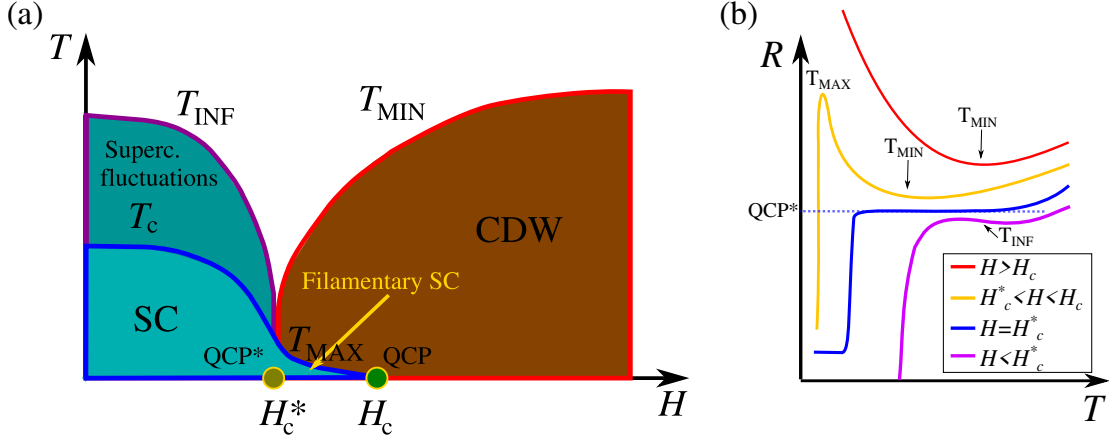 (a)
T
T_INF
T_MIN
Superc.
fluctuations
T_c
CDW
Filamentary SC
SC
QCP*
T_MAX
QCP
H_c*
H_c
H
(b)
R
T_MAX
T_MIN
T_MIN
QCP*
T_INF
H>H_c
H*_c<H<H_c
H=H*_c
H<H*_c
T